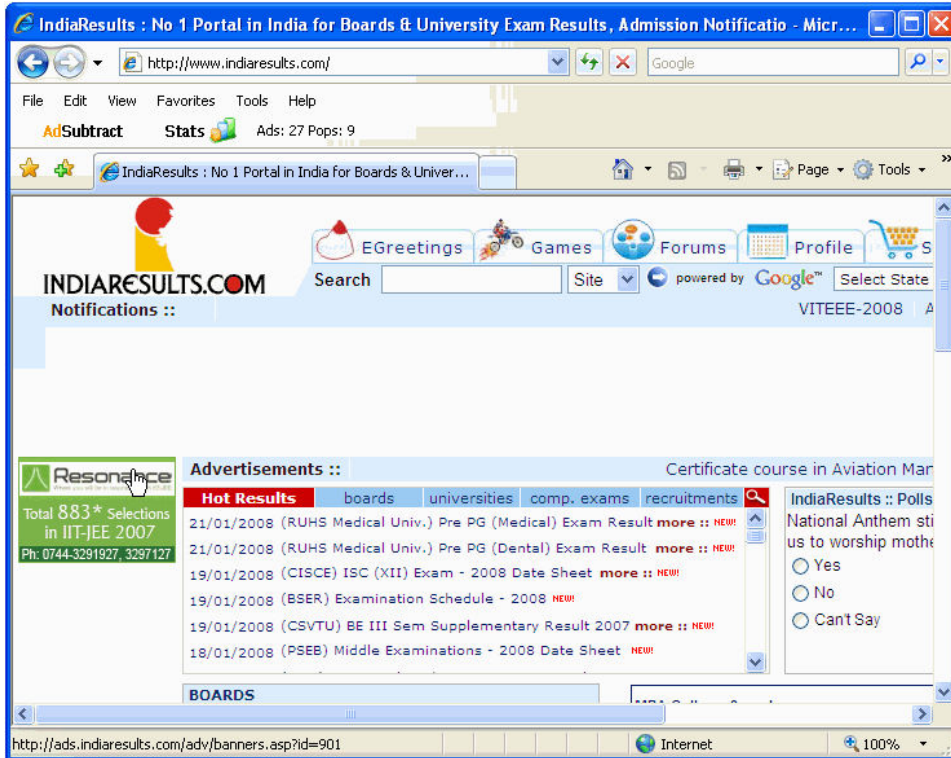 IndiaResults : No 1 Portal in India for Boards & University Exam Results, Admission Notificatio - Micr...
http://www.indiaresults.com/
Google
File Edit View Favorites Tools Help
AdSubtract Stats Ads: 27 Pops: 9
IndiaResults : No 1 Portal in India for Boards & Univer...
Page Tools »
INDIARESULTS.COM
EGreetings Games Forums Profile S
Search Site powered by Google™ Select State
Notifications ::
VITEEE-2008 A
Resonance
Total 883* Selections
in IIT-JEE 2007
Ph: 0744-3291927, 3297127
Advertisements :: Certificate course in Aviation Mar
Hot Results boards universities comp. exams recruitments
21/01/2008 (RUHS Medical Univ.) Pre PG (Medical) Exam Result more :: NEW!
21/01/2008 (RUHS Medical Univ.) Pre PG (Dental) Exam Result more :: NEW!
19/01/2008 (CISCE) ISC (XII) Exam - 2008 Date Sheet more :: NEW!
19/01/2008 (BSER) Examination Schedule - 2008 NEW!
19/01/2008 (CSVTU) BE III Sem Supplementary Result 2007 more :: NEW!
18/01/2008 (PSEB) Middle Examinations - 2008 Date Sheet NEW!
IndiaResults :: Polls
National Anthem sti
us to worship mothe
Yes
No
Can't Say
BOARDS
http://ads.indiaresults.com/adv/banners.asp?id=901
Internet
100%